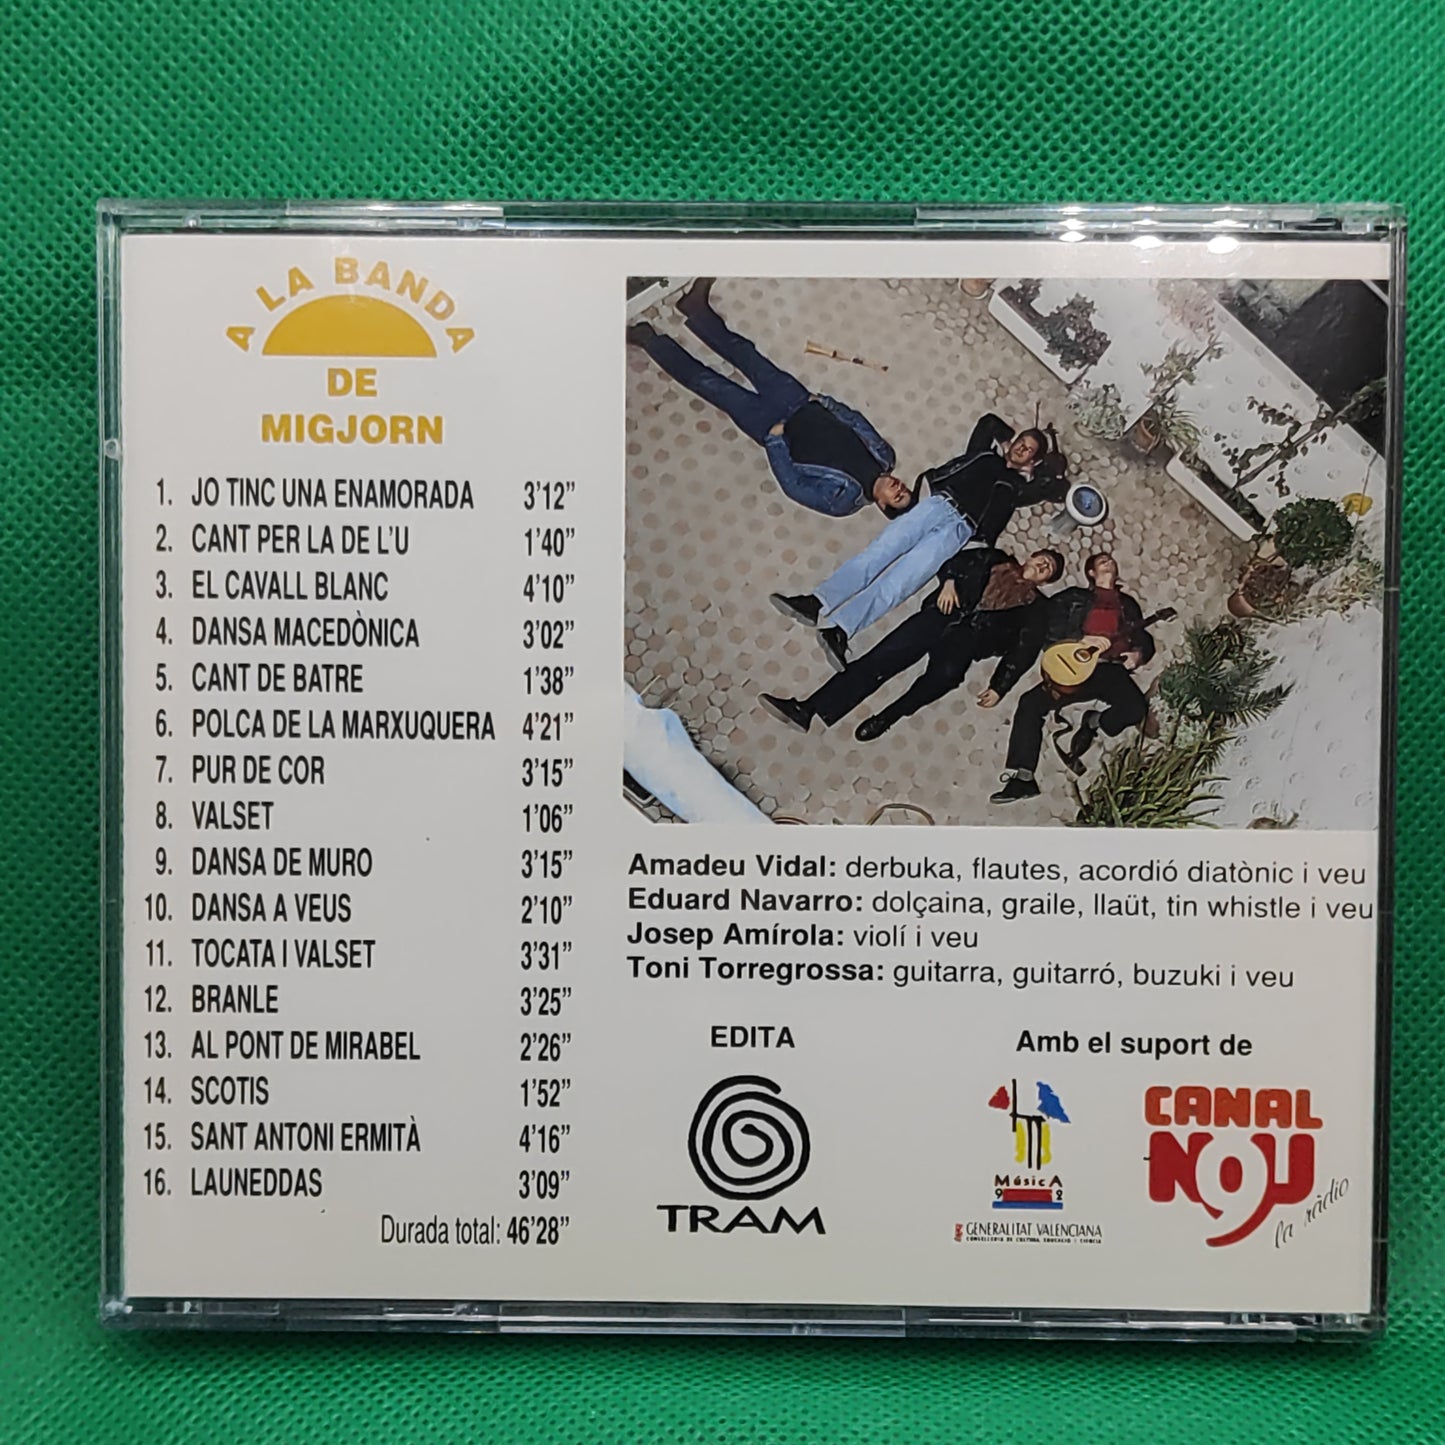 A LA BANDA
DE
MIGJORN
1. JO TINC UNA ENAMORADA 3'12”
2. CANT PER LA DE L'U 1'40”
3. EL CAVALL BLANC 4'10”
4. DANSA MACEDÒNICA 3'02”
5. CANT DE BATRE 1'38”
6. POLCA DE LA MARXUQUERA 4'21”
7. PUR DE COR 3'15”
8. VALSET 1'06”
9. DANSA DE MURO 3'15”
10. DANSA A VEUS 2'10”
11. TOCATA I VALSET 3'31”
12. BRANLE 3'25”
13. AL PONT DE MIRABEL 2'26”
14. SCOTIS 1'52”
15. SANT ANTONI ERMITÀ 4'16”
16. LAUNEDDAS 3'09”
Durada total: 46'28”
Amadeu Vidal: derbuka, flautes, acordió diatònic i veu
Eduard Navarro: dolçaina, graile, llaüt, tin whistle i veu
Josep Amírola: violí i veu
Toni Torregrossa: guitarra, guitarró, buzuki i veu
EDITA
TRAM
Amb el suport de
MúsicA
92
GENERALITAT VALENCIANA
CONSELLERIA DE CULTURA, EDUCACIÓ I CIÈNCIA
CANAL
NOU
9
la ràdio